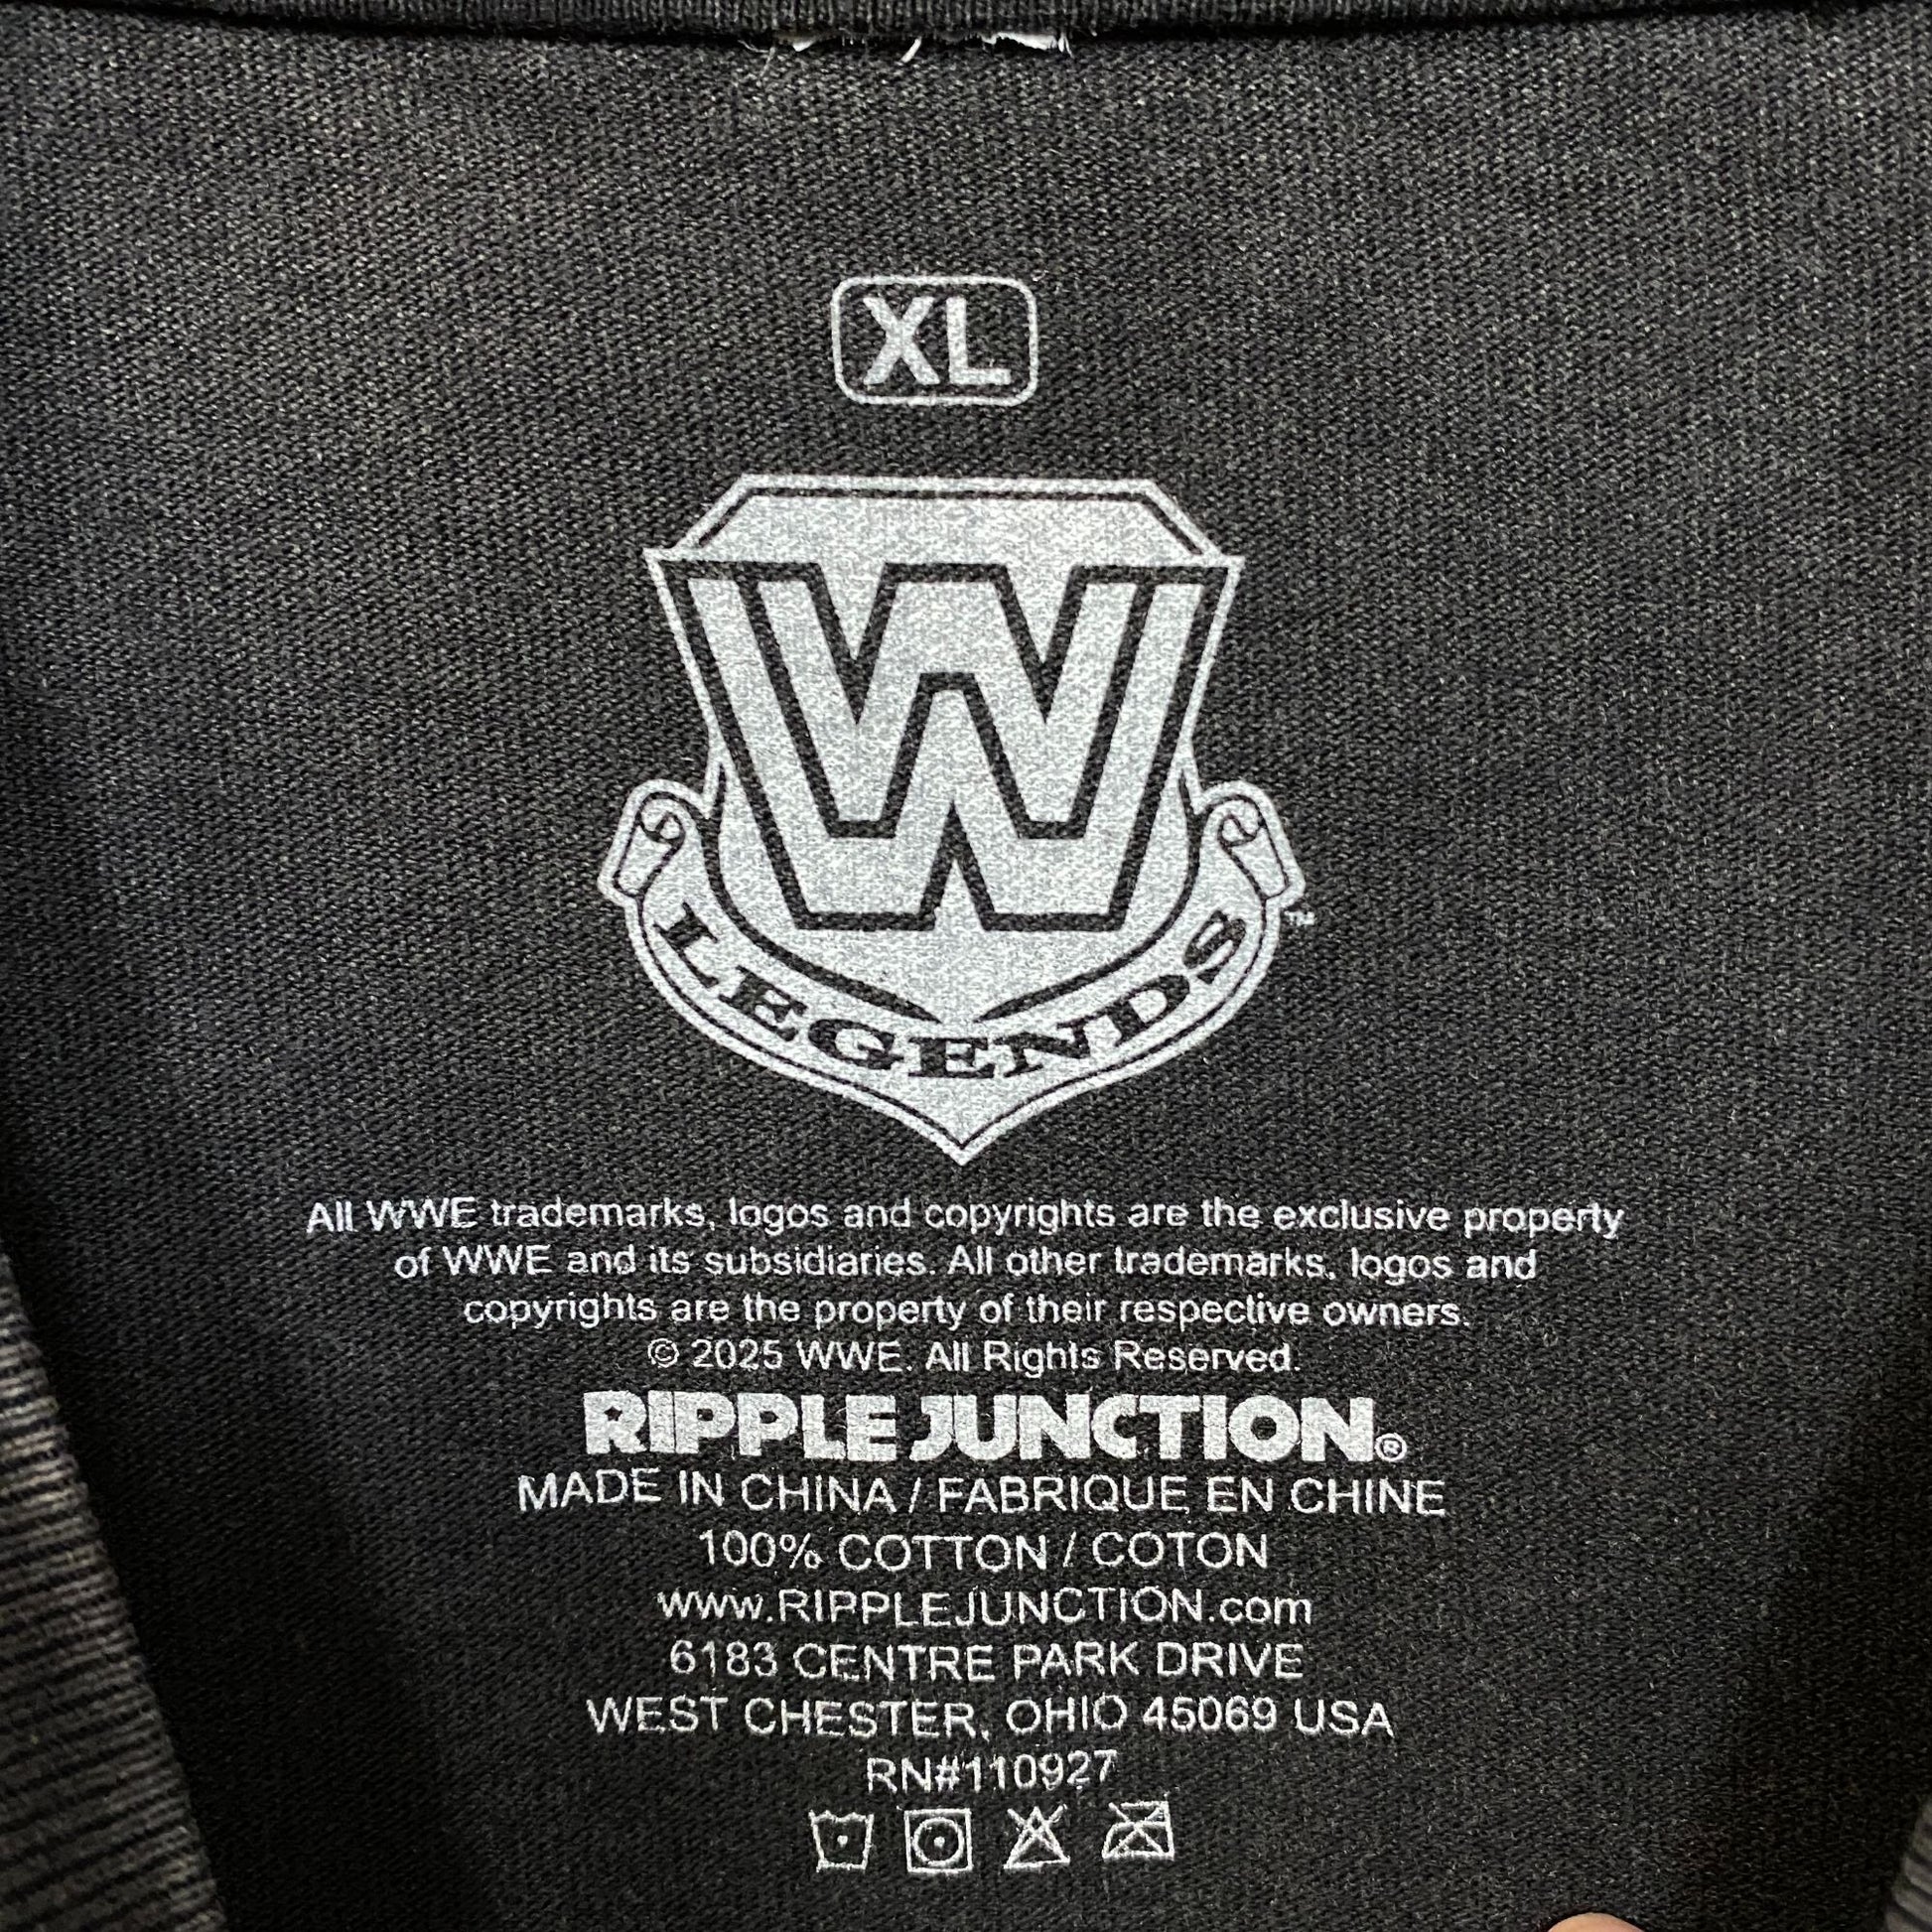 XL
W
LEGENDS
™
All WWE trademarks, logos and copyrights are the exclusive property
of WWE and its subsidiaries. All other trademarks, logos and
copyrights are the property of their respective owners.
© 2025 WWE. All Rights Reserved.
RIPPLE JUNCTION®
MADE IN CHINA / FABRIQUE EN CHINE
100% COTTON / COTON
www.RIPPLEJUNCTION.com
6183 CENTRE PARK DRIVE
WEST CHESTER, OHIO 45069 USA
RN#110927